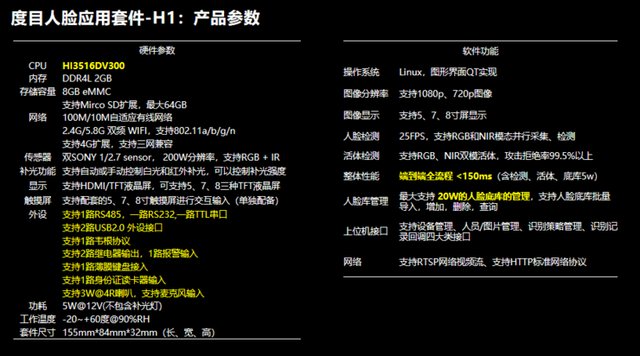 度目人脸应用套件-H1：产品参数
硬件参数
CPU HI3516DV300
内存 DDR4L 2GB
存储容量 8GB eMMC
支持Mirco SD扩展，最大64GB
网络 100M/10M自适应有线网络
2.4G/5.8G 双频 WIFI，支持802.11a/b/g/n
支持4G扩展，支持三网兼容
传感器 双SONY 1/2.7 sensor， 200W分辨率，支持RGB + IR
补光功能 支持自动或手动控制白光和红外补光，可以控制补光强度
显示 支持HDMI/TFT液晶屏，可支持5、7、8三种TFT液晶屏
触摸屏 支持配套的5、7、8寸触摸屏进行交互输入（单独配备）
外设 支持1路RS485，一路RS232,一路TTL串口
支持2路USB2.0 外设接口
支持1路韦根协议
支持2路继电器输出，1路报警输入
支持1路薄膜键盘接入
支持1路身份证读卡器输入
支持3W@4R喇叭，支持麦克风输入
功耗 5W@12V(不包含补光灯)
工作温度 -20~+60度@90%RH
套件尺寸 155mm*84mm*32mm（长、宽、高）
软件功能
操作系统 Linux，图形界面QT实现
图像分辨率 支持1080p、720p图像
图像显示 支持5、7、8寸屏显示
人脸检测 25FPS，支持RGB和NIR模态并行采集、检测
活体检测 支持RGB、NIR双模活体，攻击拒绝率99.5%以上
整体性能 端到端全流程 <150ms（含检测、活体、底库5w）
人脸库管理 最大支持 20W的人脸底库的管理，支持人脸底库批量
导入，增加，删除，查询
上位机接口 支持设备管理、人员/图片管理、识别策略管理、识别记
录回调四大类接口
网络 支持RTSP网络视频流、支持HTTP标准网络协议